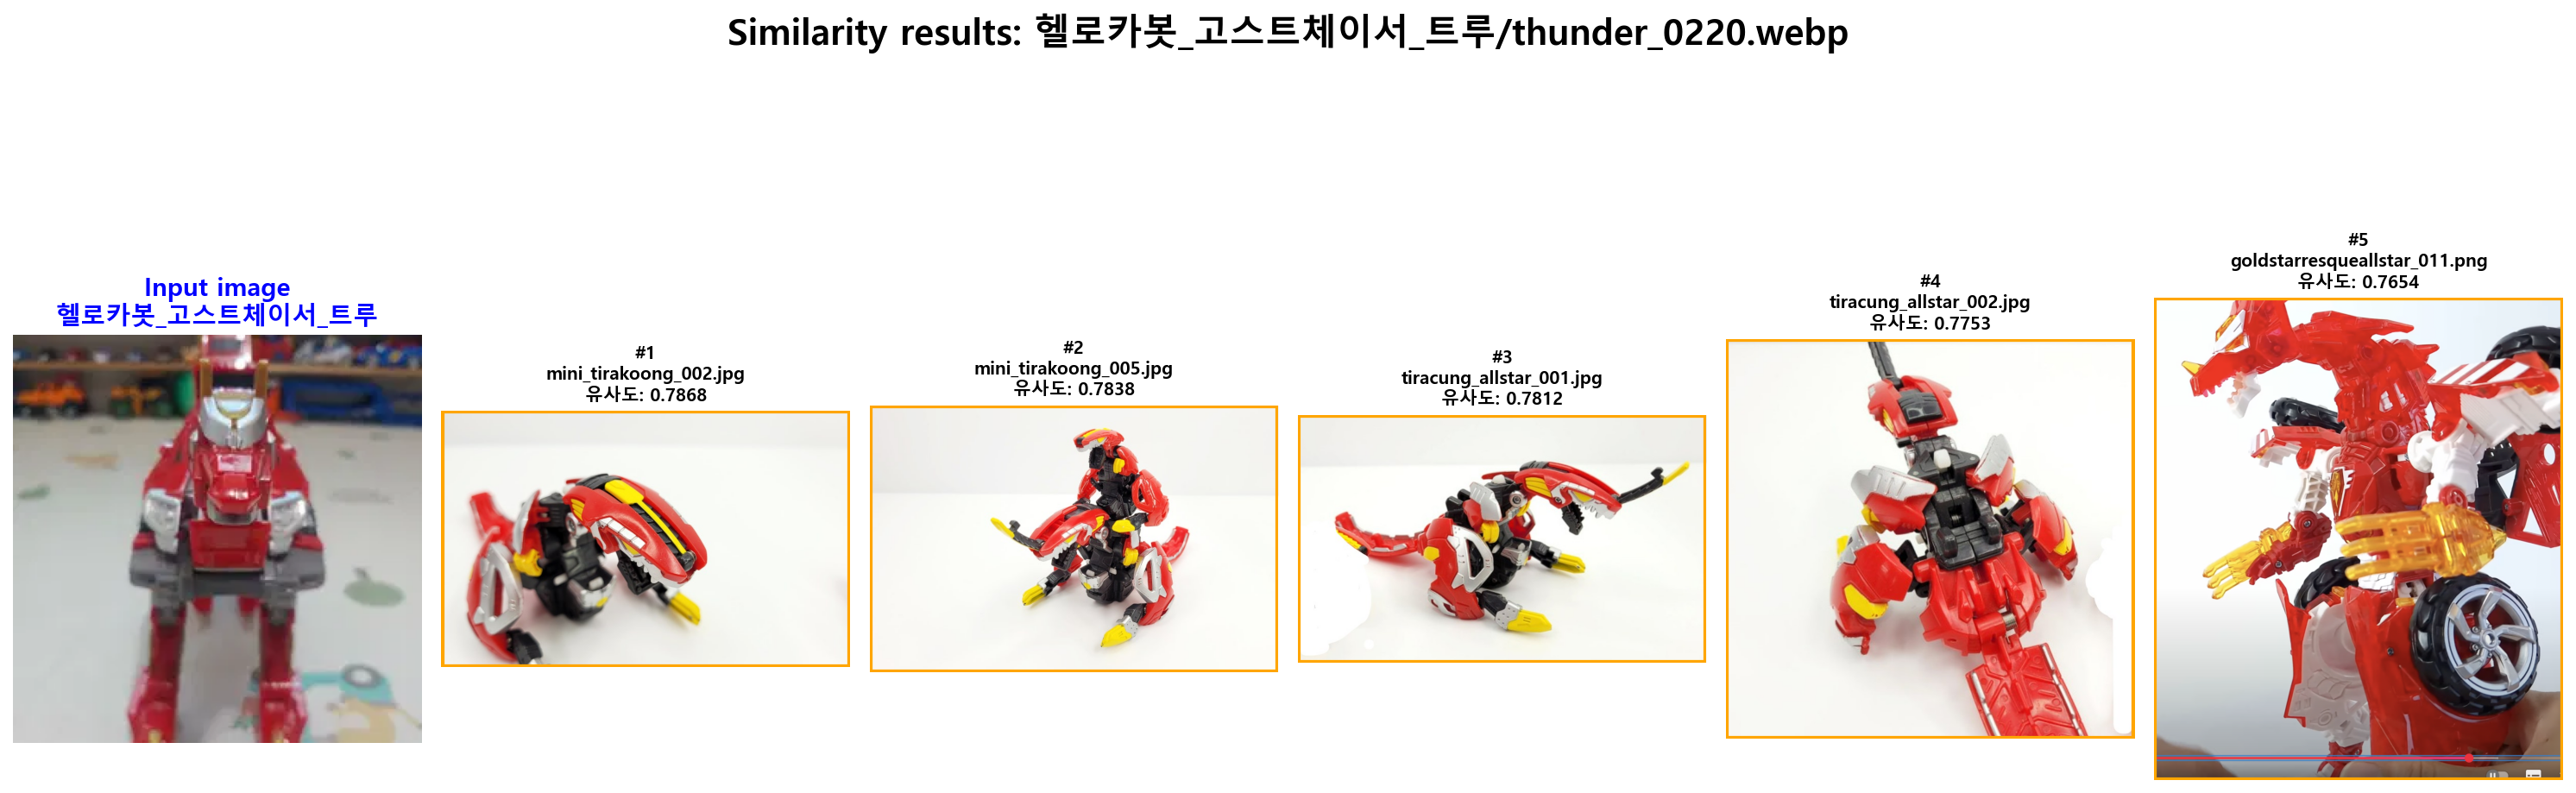 Similarity results: 헬로카봇_고스트체이서_트루/thunder_0220.webp
Input image
헬로카봇_고스트체이서_트루
#1
mini_tirakoong_002.jpg
유사도: 0.7868
#2
mini_tirakoong_005.jpg
유사도: 0.7838
#3
tiracung_allstar_001.jpg
유사도: 0.7812
#4
tiracung_allstar_002.jpg
유사도: 0.7753
#5
goldstarresqueallstar_011.png
유사도: 0.7654